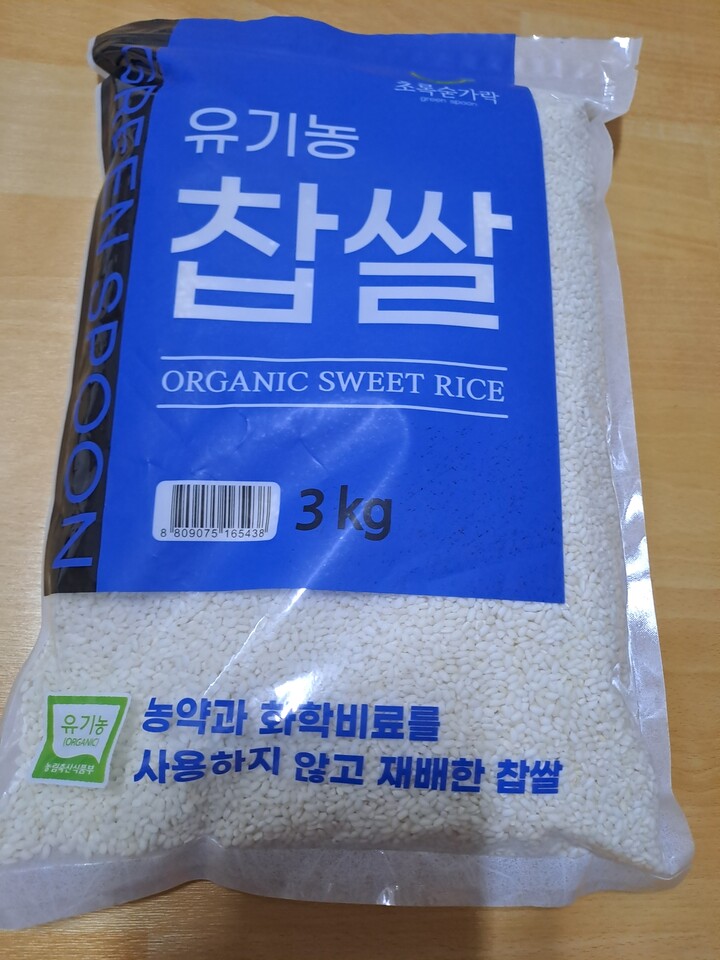 초록숟가락
green spoon
유기농
찹쌀
ORGANIC SWEET RICE
3 kg
8 809075 165438
GREEN SPOON
유기농
(ORGANIC)
농림축산식품부
농약과 화학비료를
사용하지 않고 재배한 찹쌀